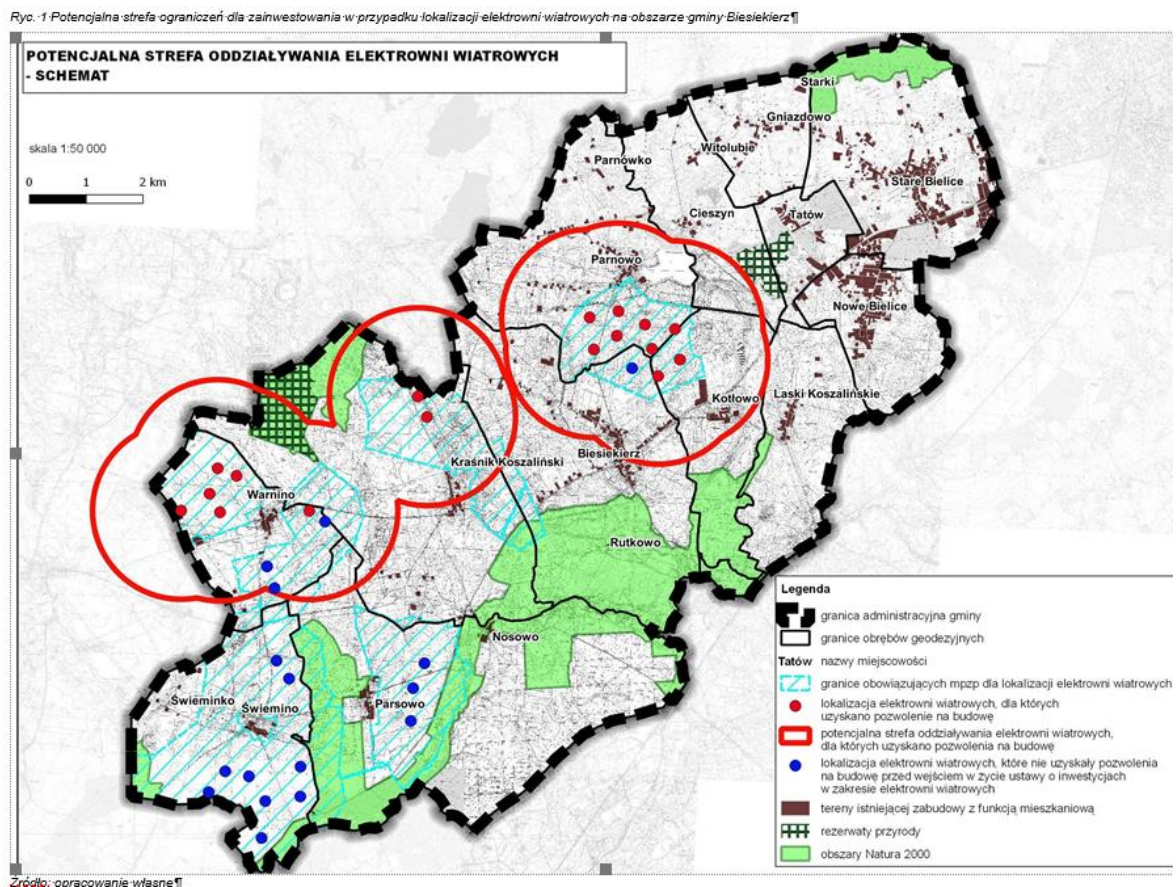 Ryc. 1 Potencjalna strefa ograniczeń dla zainwestowania w przypadku lokalizacji elektrowni wiatrowych na obszarze gminy Biesiekierz¶
POTENCJALNA STREFA ODDZIAŁYWANIA ELEKTROWNI WIATROWYCH
- SCHEMAT
skala 1:50 000
0 1 2 km
Starki
Gniazdowo
Witolubie
Parnówko
Stare Bielice
Cieszyn
Tatów
Parnowo
Nowe Bielice
Kotłowo
Laski Koszalińskie
Biesiekierz
Kraśnik Koszaliński
Warnino
Rutkowo
Nosowo
Świeminko
Świemino
Parsowo
Legenda
granica administracyjna gminy
granice obrębów geodezyjnych
Tatów nazwy miejscowości
granice obowiązujących mpzp dla lokalizacji elektrowni wiatrowych
lokalizacja elektrowni wiatrowych, dla których
uzyskano pozwolenie na budowę
potencjalna strefa oddziaływania elektrowni wiatrowych,
dla których uzyskano pozwolenia na budowę
lokalizacja elektrowni wiatrowych, które nie uzyskały pozwolenia
na budowę przed wejściem w życie ustawy o inwestycjach
w zakresie elektrowni wiatrowych
tereny istniejącej zabudowy z funkcją mieszkaniową
rezerwaty przyrody
obszary Natura 2000
Źródło: opracowanie własne¶